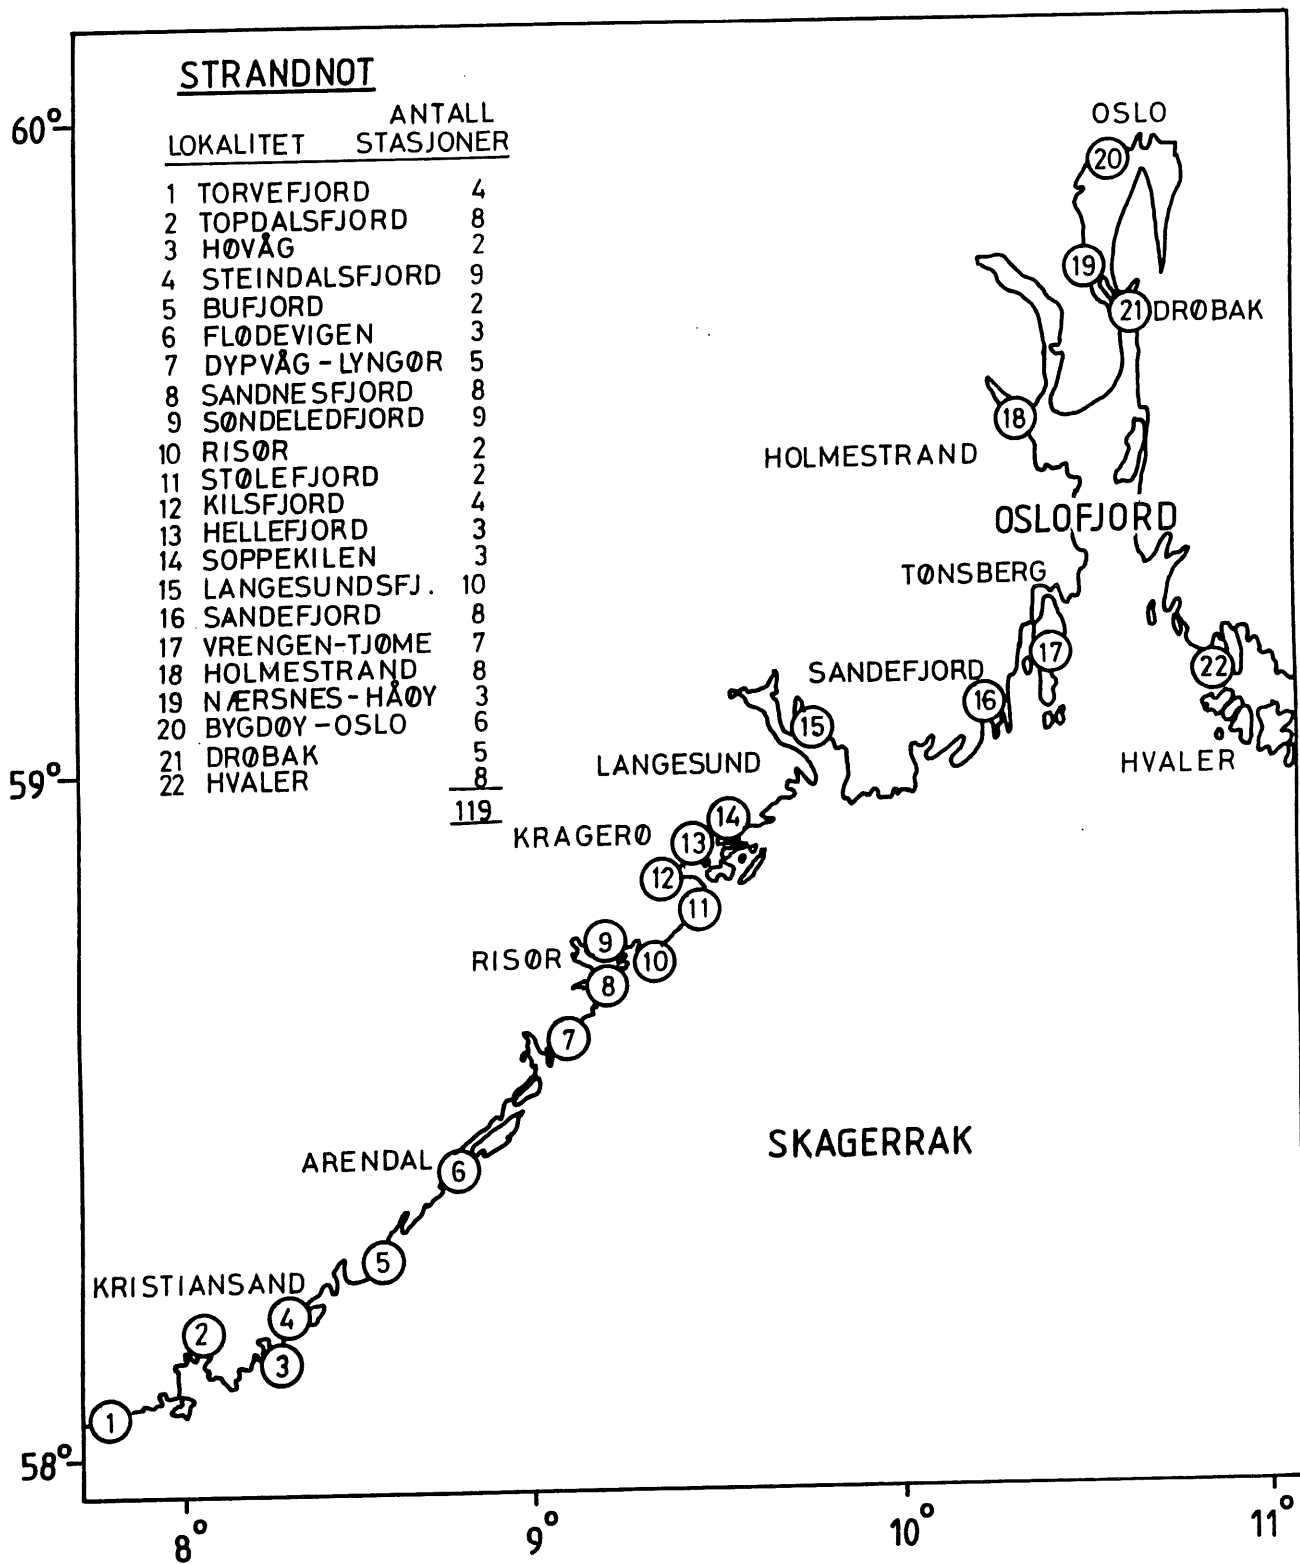 STRANDNOT
ANTALL
LOKALITET STASJONER
1 TORVEFJORD 4
2 TOPDALSFJORD 8
3 HØVÅG 2
4 STEINDALSFJORD 9
5 BUFJORD 2
6 FLØDEVIGEN 3
7 DYPVÅG - LYNGØR 5
8 SANDNESFJORD 8
9 SØNDELEDFJORD 9
10 RISØR 2
11 STØLEFJORD 2
12 KILSFJORD 4
13 HELLEFJORD 3
14 SOPPEKILEN 3
15 LANGESUNDSFJ. 10
16 SANDEFJORD 8
17 VRENGEN-TJØME 7
18 HOLMESTRAND 8
19 NÆRSNES-HÅØY 3
20 BYGDØY-OSLO 6
21 DRØBAK 5
22 HVALER 8
119
60°
59°
58°
8°
9°
10°
11°
OSLO
20
19
21 DRØBAK
18
HOLMESTRAND
OSLOFJORD
TØNSBERG
17
22
SANDEFJORD
16
15
HVALER
LANGESUND
14
KRAGERØ
13
12
11
9
RISØR
10
8
7
SKAGERRAK
ARENDAL
6
5
KRISTIANSAND
4
2
3
1